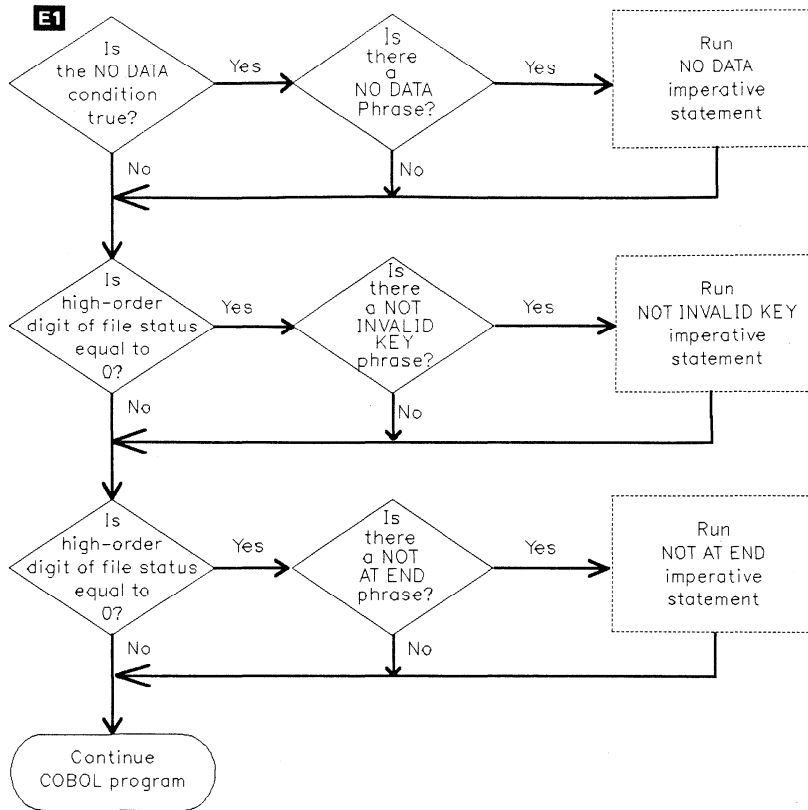 E1
Is
the NO DATA
condition
true?
Yes
Is
there
a
NO DATA
Phrase?
Yes
Run
NO DATA
imperative
statement
No
No
Is
high-order
digit of file status
equal to
0?
Yes
Is
there
a NOT
INVALID
KEY
phrase?
Yes
Run
NOT INVALID KEY
imperative
statement
No
No
Is
high-order
digit of file status
equal to
0?
Yes
Is
there
a NOT
AT END
phrase?
Yes
Run
NOT AT END
imperative
statement
No
No
Continue
COBOL program